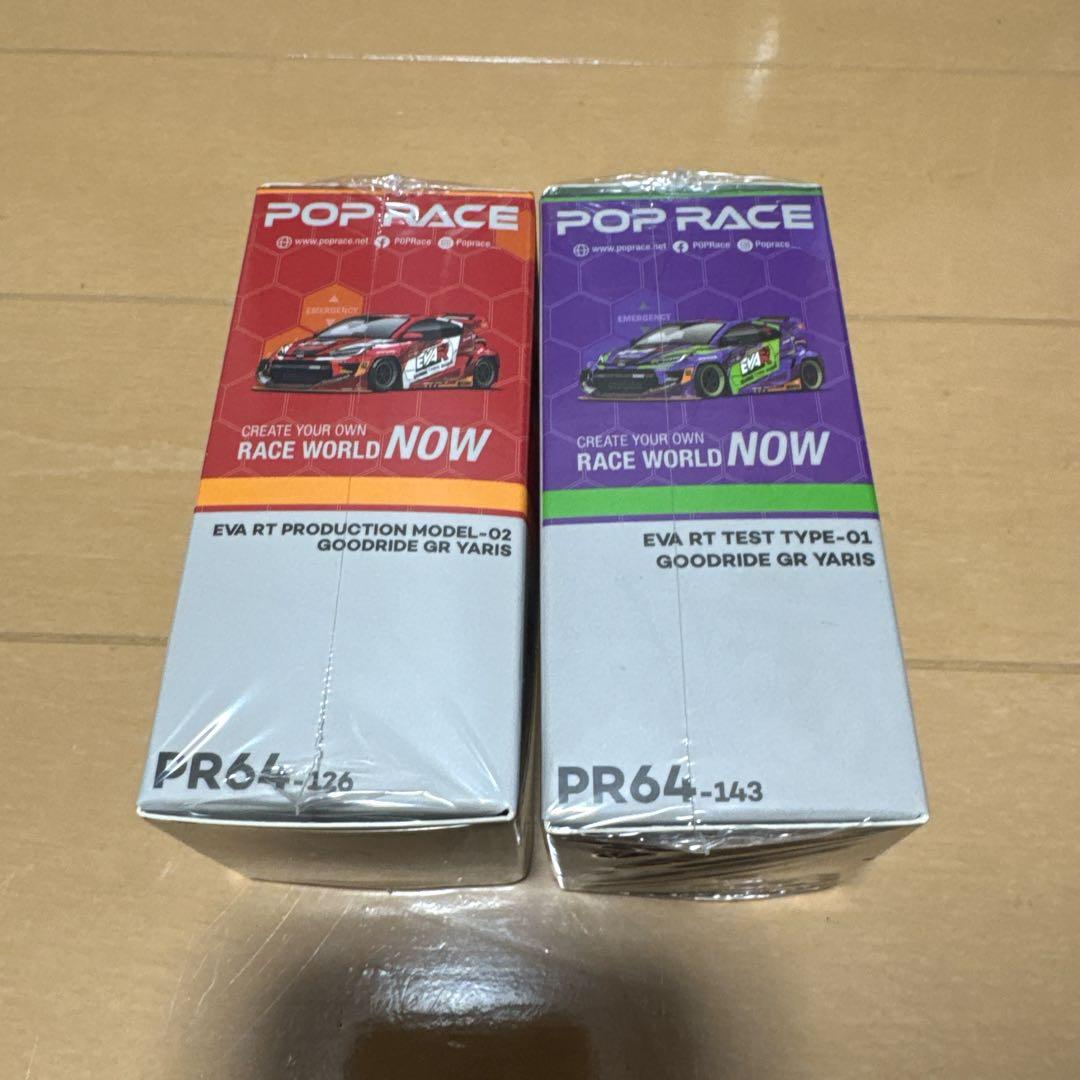 POP RACE
www.poprace.net POPRace Poprace
EMERGENCY
EVA R
CREATE YOUR OWN
RACE WORLD NOW
EVA RT PRODUCTION MODEL-02
GOODRIDE GR YARIS
PR64-126
POP RACE
www.poprace.net POPRace Poprace
EMERGENCY
EVA R
CREATE YOUR OWN
RACE WORLD NOW
EVA RT TEST TYPE-01
GOODRIDE GR YARIS
PR64-143